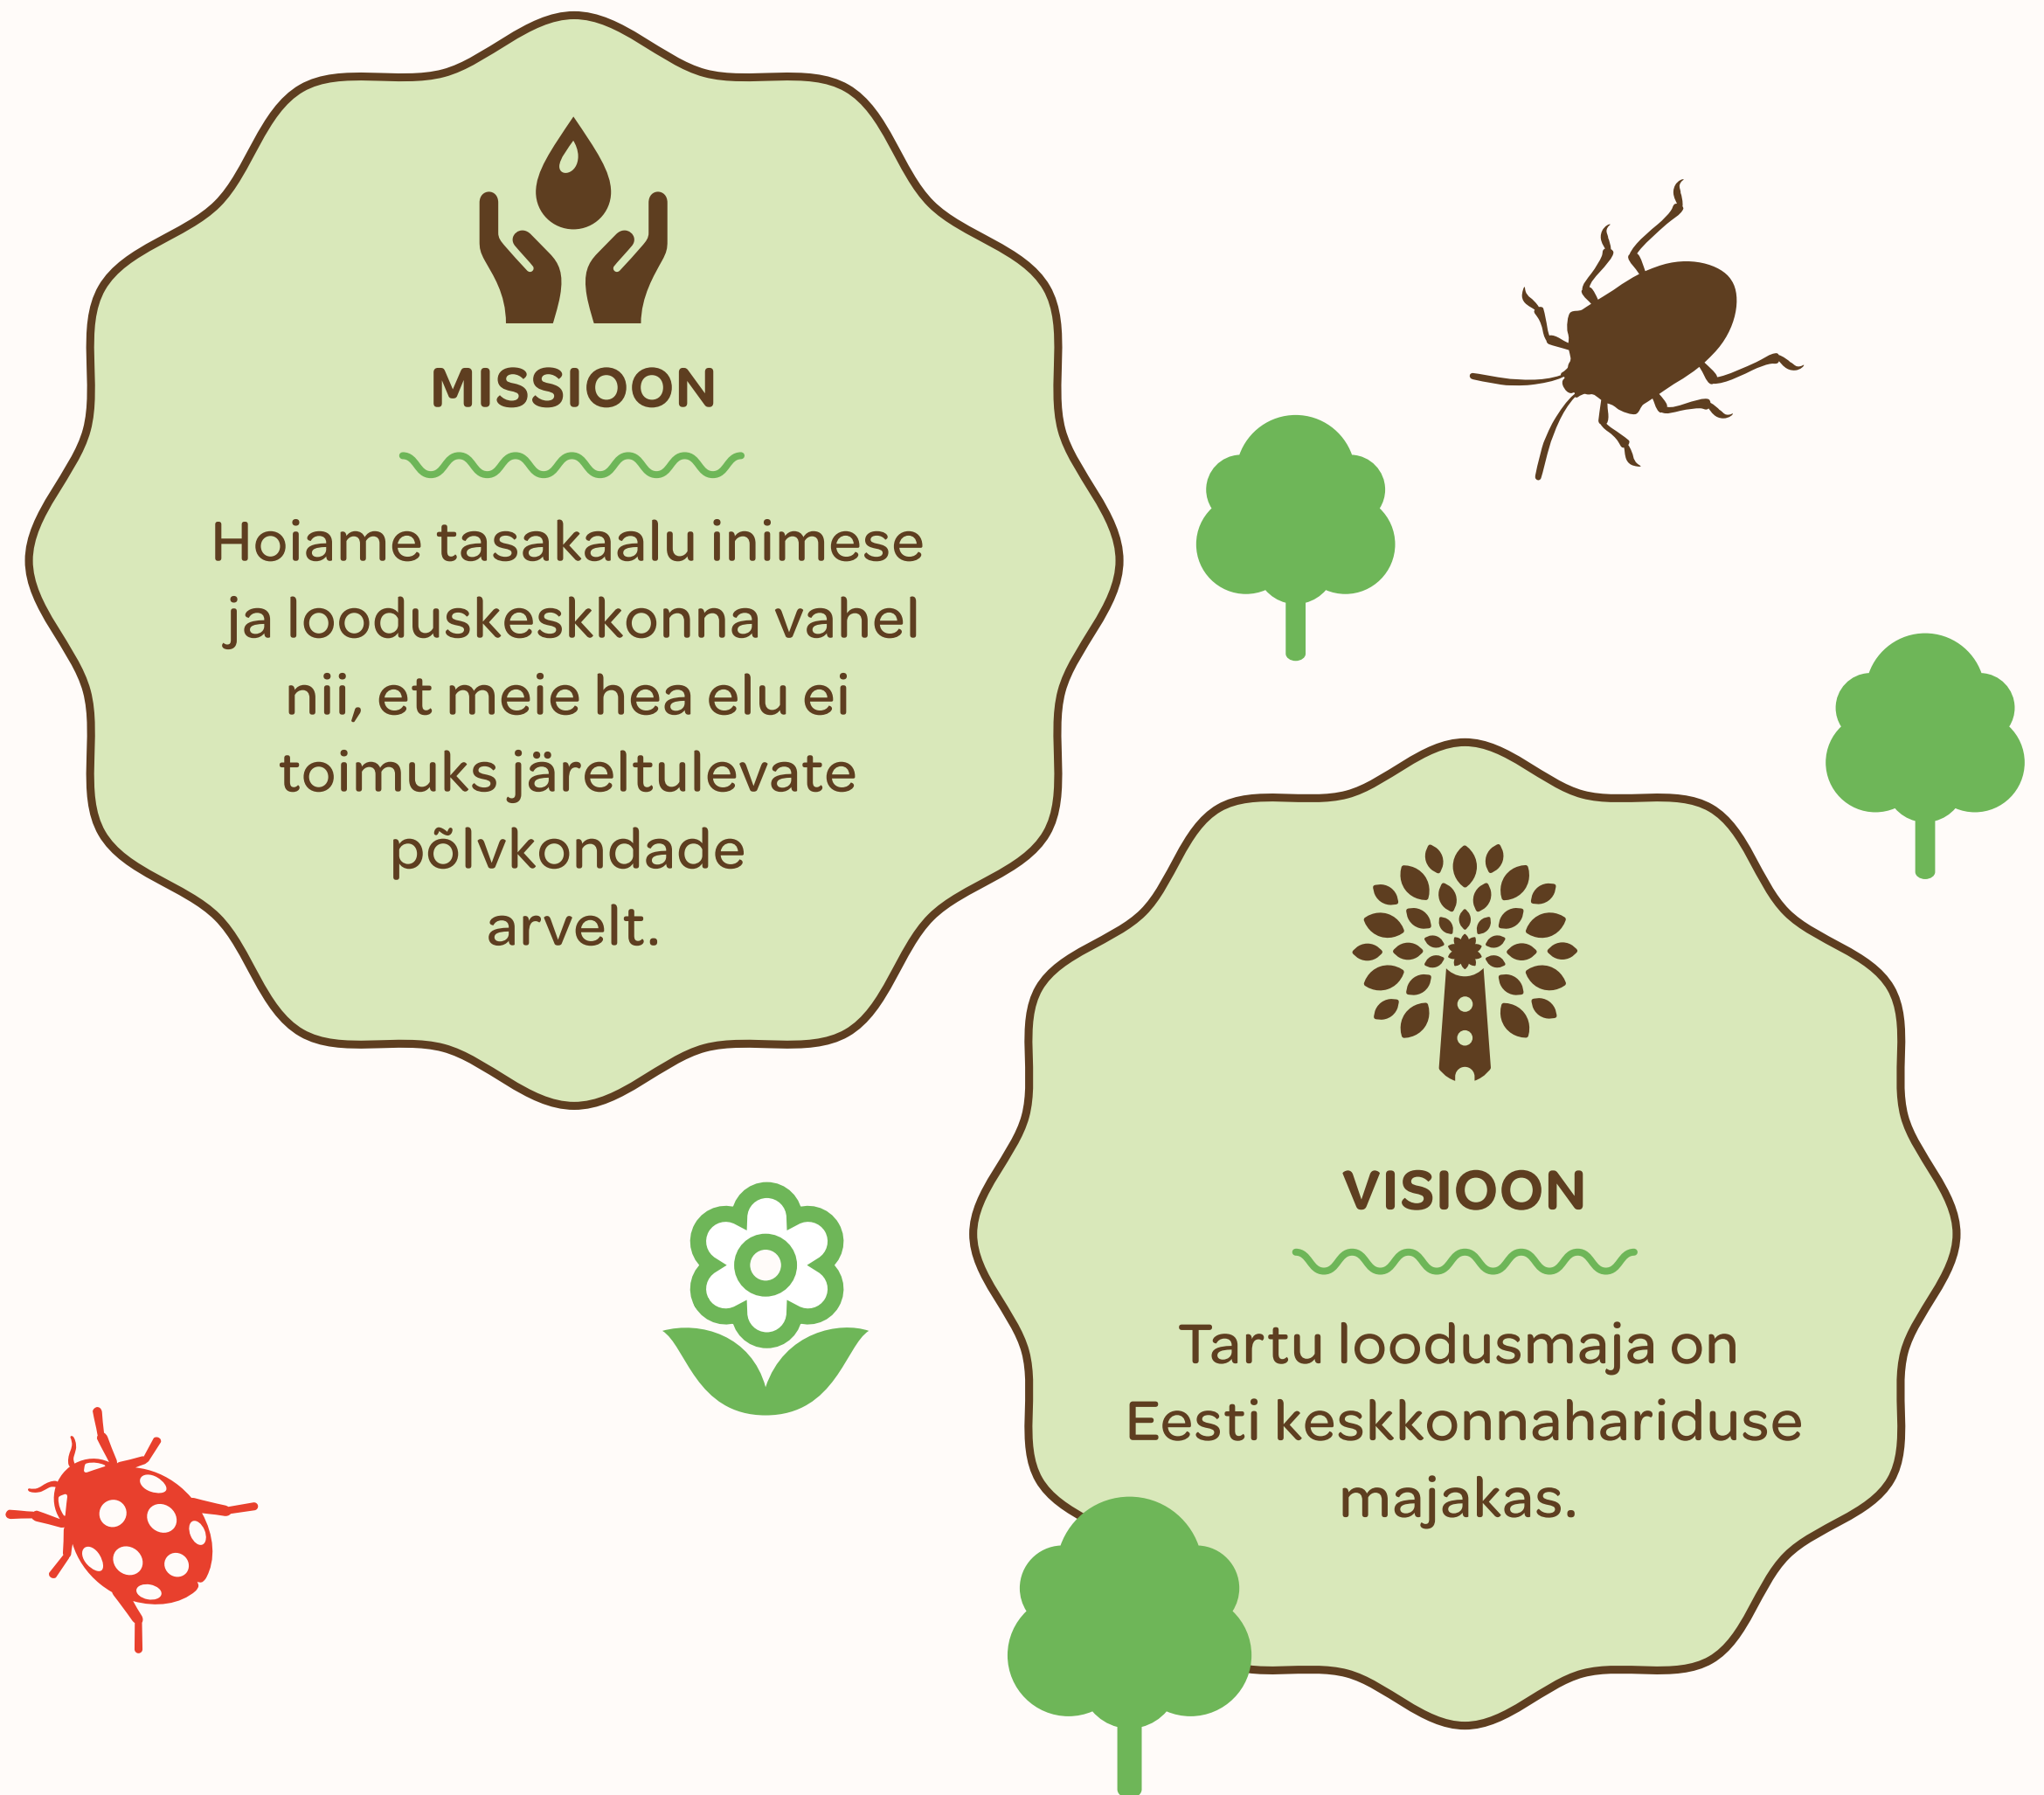 MISSIOON
Hoiame tasakaalu inimese
ja looduskeskkonna vahel
nii, et meie hea elu ei
toimuks järeltulevate
põlvkondade
arvelt.
VISIOON
Tartu loodusmaja on
Eesti keskkonnahariduse
majakas.